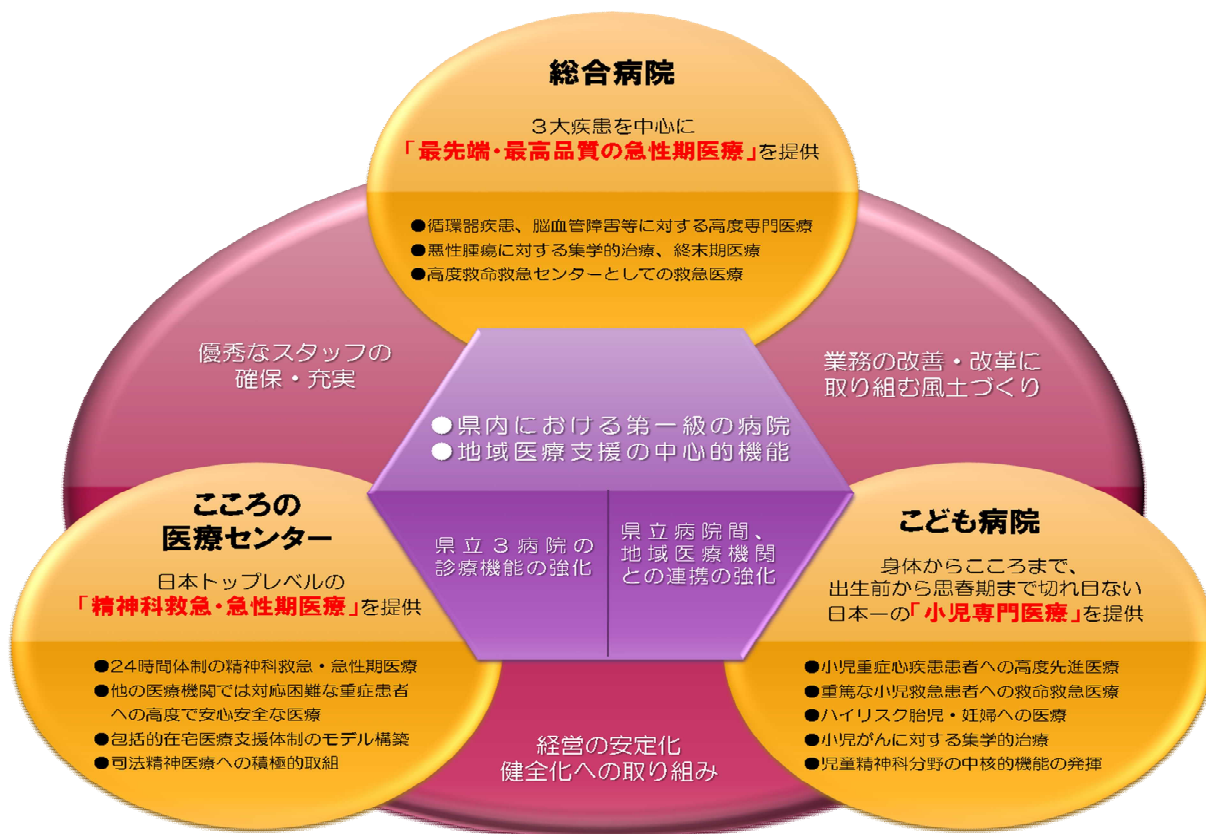 総合病院
３大疾患を中心に
「最先端・最高品質の急性期医療」を提供
●循環器疾患、脳血管障害等に対する高度専門医療
●悪性腫瘍に対する集学的治療、終末期医療
●高度救命救急センターとしての救急医療
優秀なスタッフの
確保・充実
業務の改善・改革に
取り組む風土づくり
●県内における第一級の病院
●地域医療支援の中心的機能
県立３病院の
診療機能の強化
県立病院間、
地域医療機関
との連携の強化
こころの
医療センター
日本トップレベルの
「精神科救急・急性期医療」を提供
●24時間体制の精神科救急・急性期医療
●他の医療機関では対応困難な重症患者
への高度で安心安全な医療
●包括的在宅医療支援体制のモデル構築
●司法精神医療への積極的取組
こども病院
身体からこころまで、
出生前から思春期まで切れ目ない
日本一の「小児専門医療」を提供
●小児重症心疾患患者への高度先進医療
●重篤な小児救急患者への救命救急医療
●ハイリスク胎児・妊婦への医療
●小児がんに対する集学的治療
●児童精神科分野の中核的機能の発揮
経営の安定化
健全化への取り組み